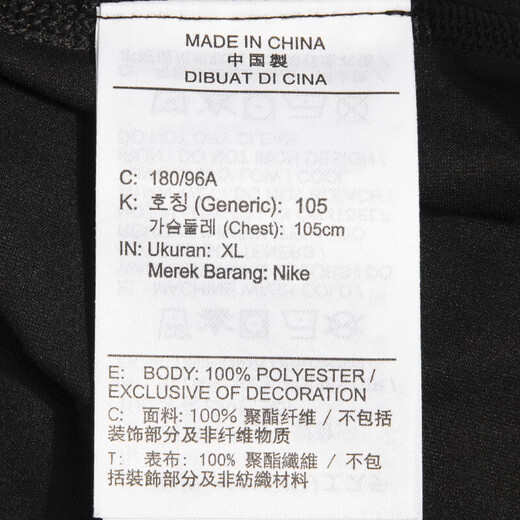 MADE IN CHINA
中国製
DIBUAT DI CINA
C: 180/96A
K: 호칭 (Generic): 105
가슴둘레 (Chest): 105cm
IN: Ukuran: XL
Merek Barang: Nike
E: BODY: 100% POLYESTER /
EXCLUSIVE OF DECORATION
C: 面料: 100% 聚酯纤维 / 不包括
装饰部分及非纤维物质
T: 表布: 100% 聚酯纖維 / 不包
括裝飾部分及非紡織材料